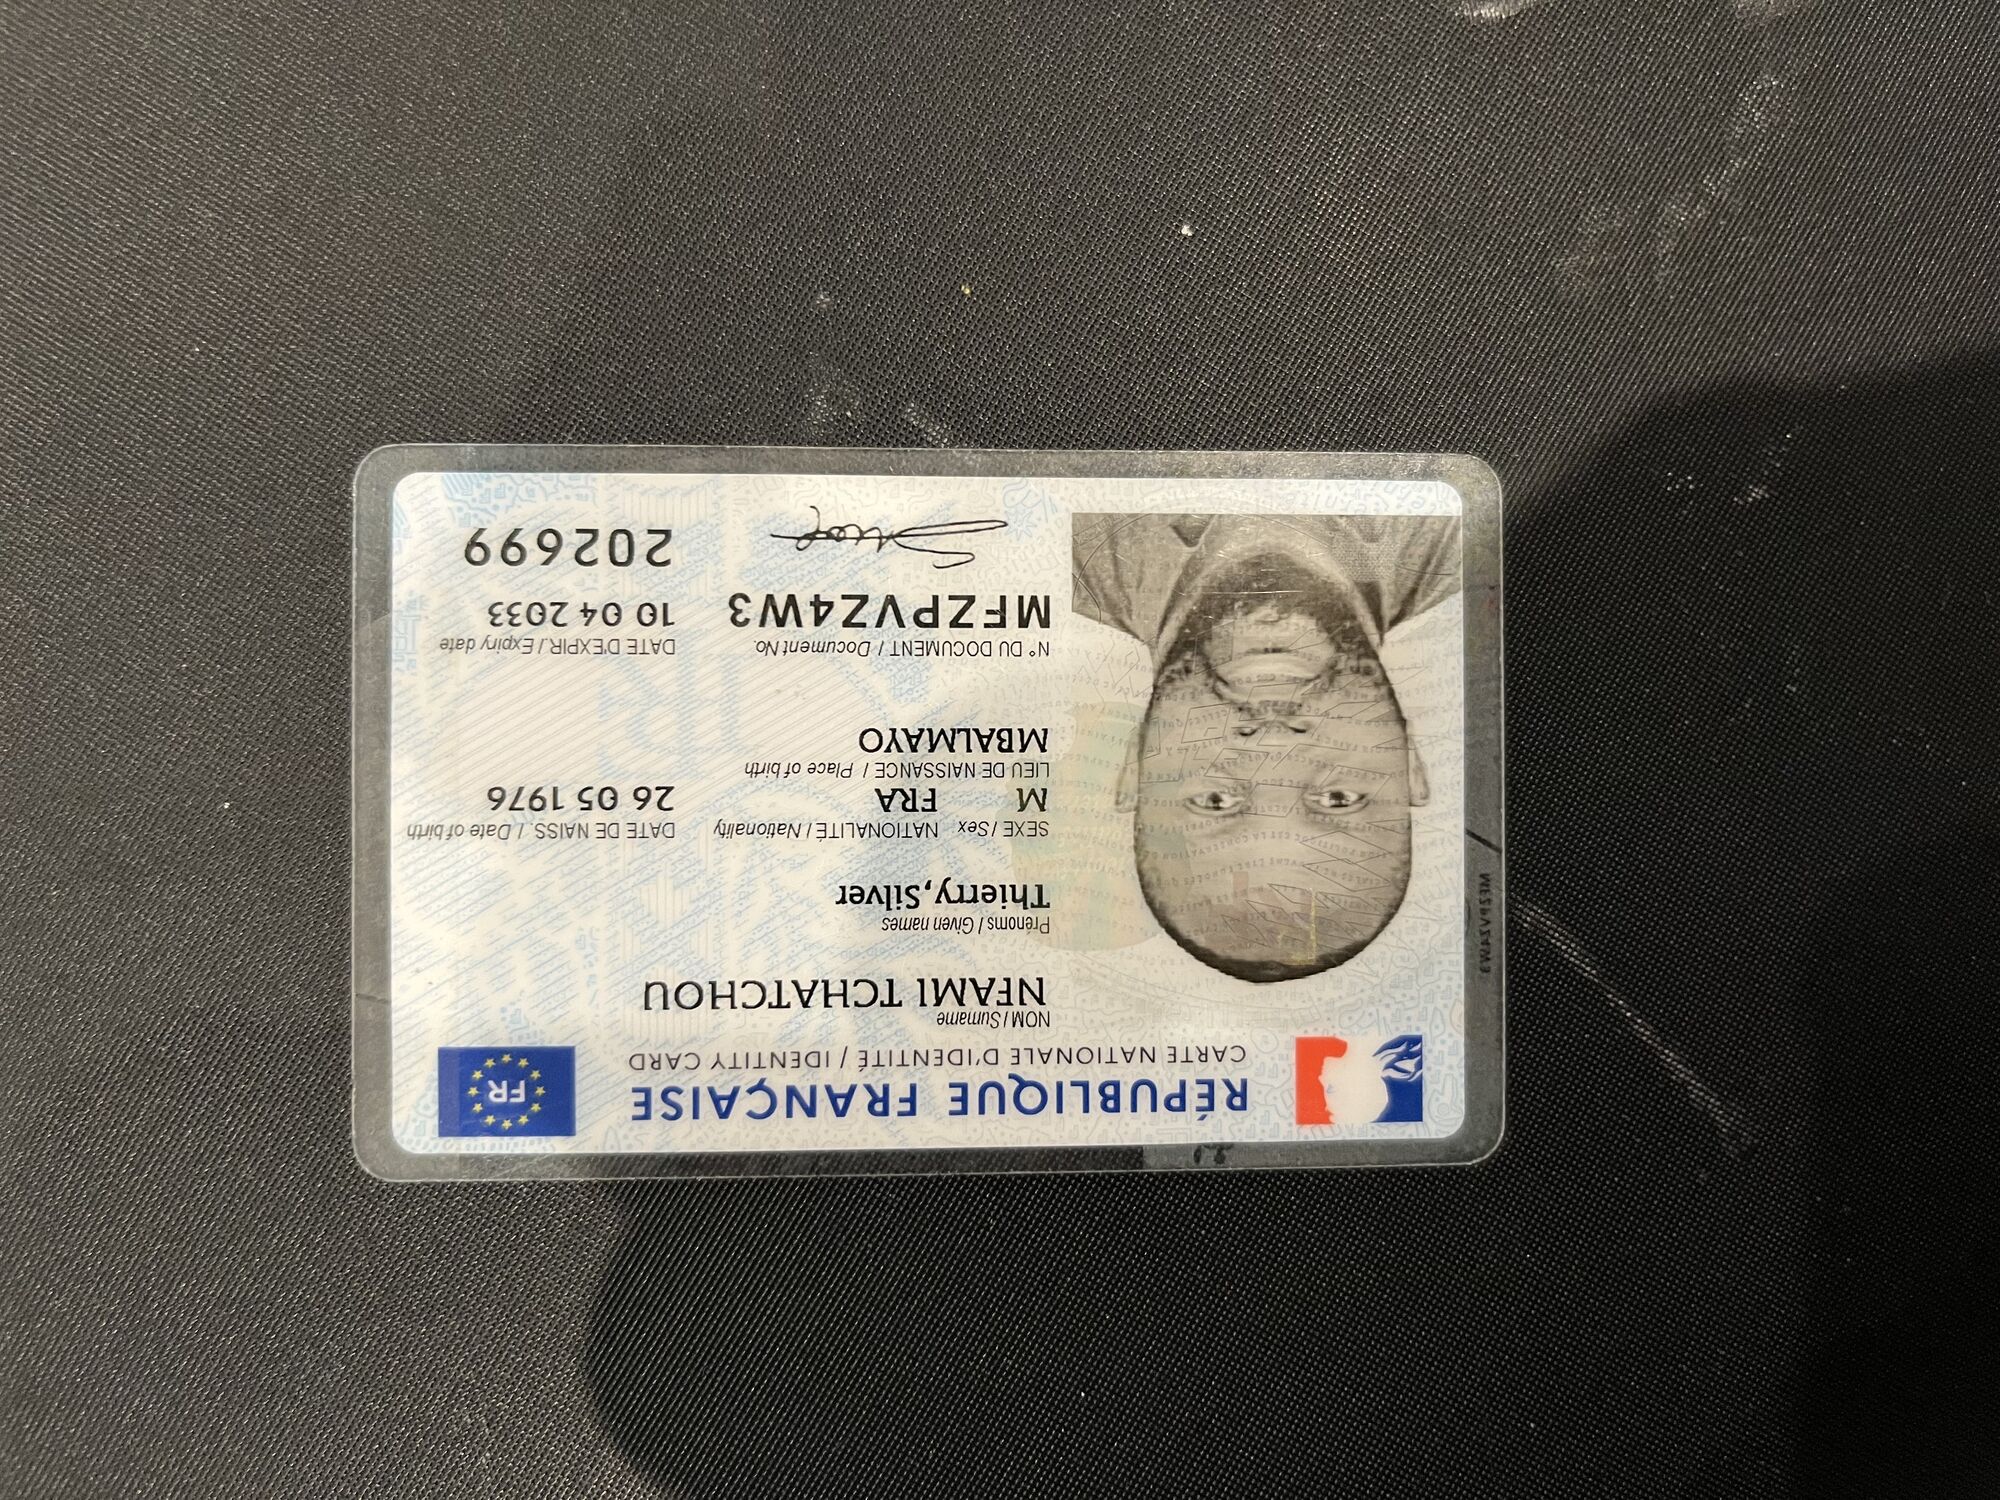 RÉPUBLIQUE FRANÇAISE
CARTE NATIONALE D'IDENTITÉ / IDENTITY CARD
FR
NOM / Surname
NFAMI TCHATCHOU
Prénoms / Given names
Thierry, Silver
SEXE / Sex NATIONALITÉ / Nationality DATE DE NAISS. / Date of birth
M FRA 26 05 1976
LIEU DE NAISSANCE / Place of birth
MBALMAYO
N° DU DOCUMENT / Document No. DATE D'EXPIR. / Expiry date
MFZPVZ4W3 10 04 2033
202699